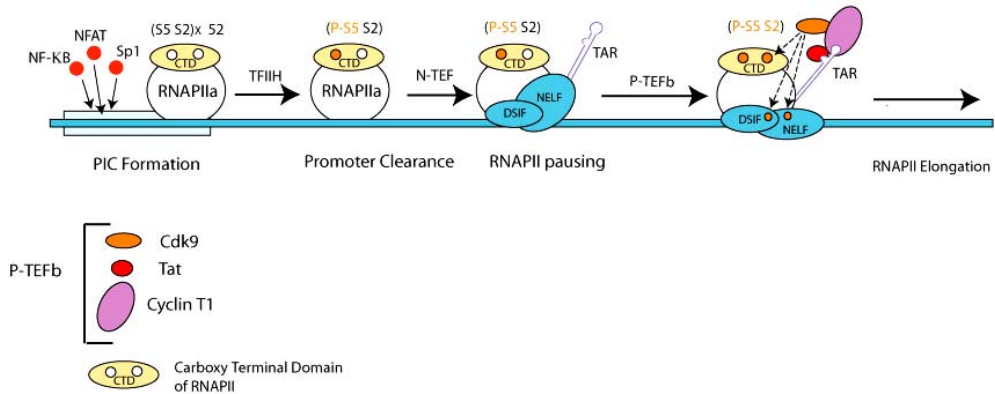 NFAT
NF-KB
Sp1
(S5 S2)x 52
CTD
RNAPIIa
TFIIH
(P-S5 S2)
CTD
RNAPIIa
N-TEF
(P-S5 S2)
CTD
TAR
NELF
DSIF
P-TEFb
(P-S5 S2)
CTD
TAR
DSIF
NELF
PIC Formation
Promoter Clearance
RNAPII pausing
RNAPII Elongation
P-TEFb
Cdk9
Tat
Cyclin T1
CTD
Carboxy Terminal Domain
of RNAPII